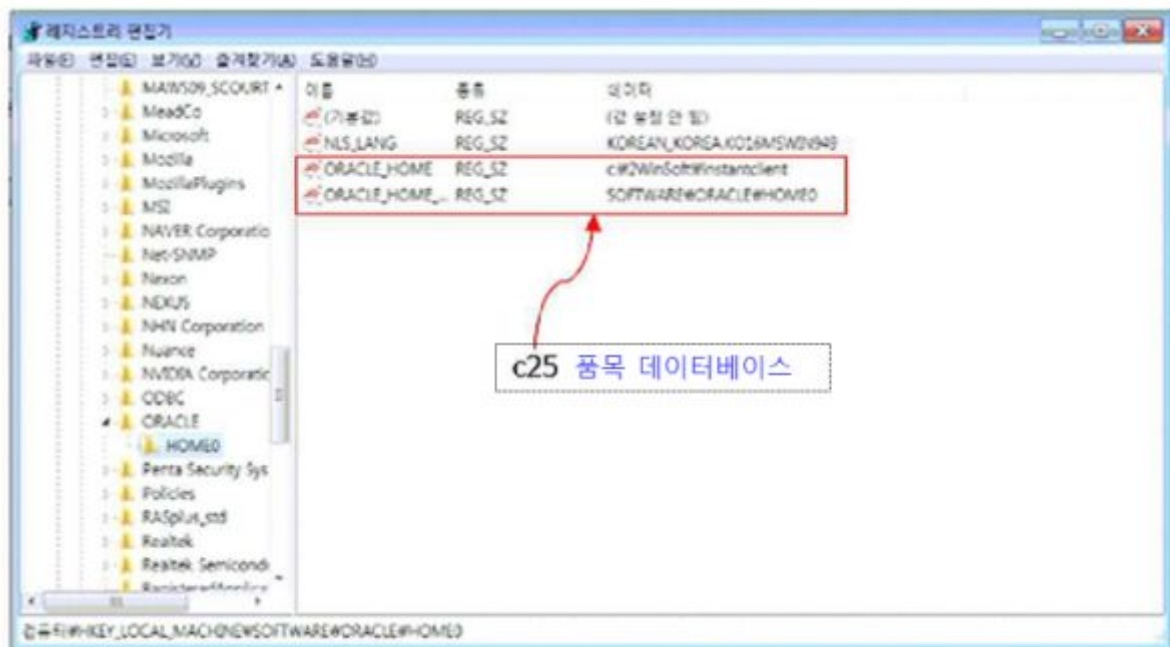 레지스트리 편집기
파일(F) 편집(E) 보기(V) 즐겨찾기(A) 도움말(H)
MAWS09_SCOURT
MeadCo
Microsoft
Mozilla
MozillaPlugins
MSI
NAVER Corporatio
Net-SNMP
Nexon
NEXUS
NHN Corporation
Nuance
NVIDIA Corporatic
ODBC
ORACLE
HOME0
Penta Security Sys
Policies
RASplus_std
Realtek
Realtek Semicond
이름 종류 데이터
(기본값) REG_SZ (값 설정 안 됨)
NLS_LANG REG_SZ KOREAN_KOREA.KO16MSWIN949
ORACLE_HOME REG_SZ c:₩2WinSoft₩instantclient
ORACLE_HOME_... REG_SZ SOFTWARE₩ORACLE₩HOME0
c25 품목 데이터베이스
컴퓨터₩HKEY_LOCAL_MACHINE₩SOFTWARE₩ORACLE₩HOME0